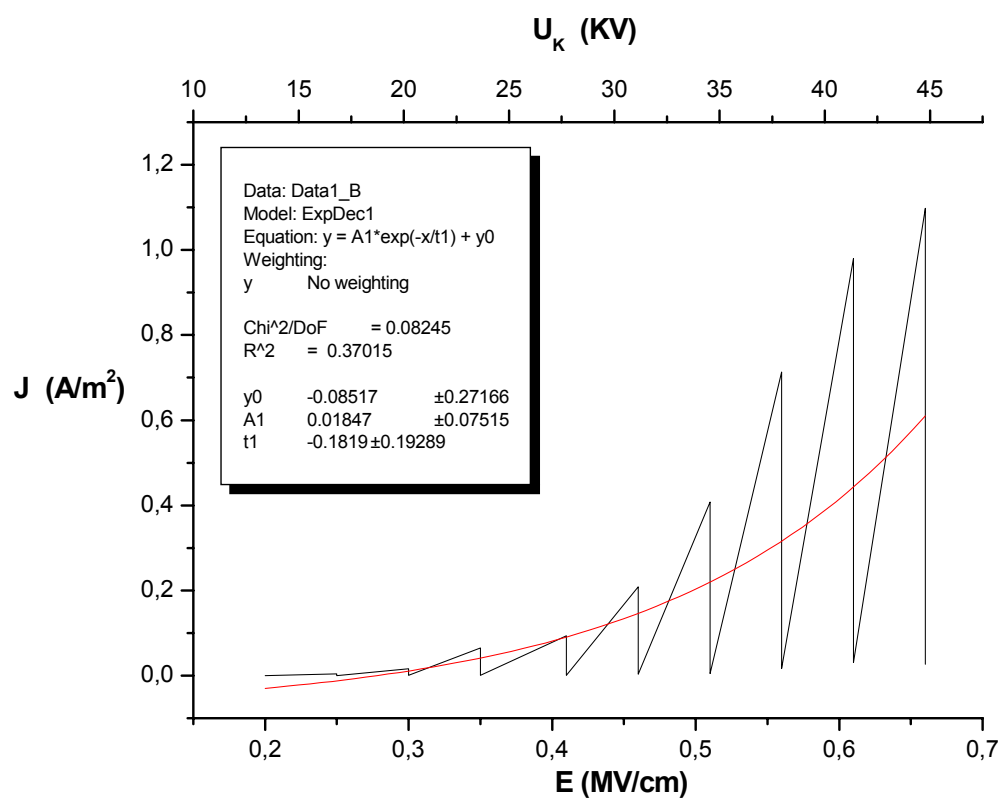 U_K (KV)
10 15 20 25 30 35 40 45
1,2
1,0
0,8
0,6
0,4
0,2
0,0
J (A/m²)
Data: Data1_B
Model: ExpDec1
Equation: y = A1*exp(-x/t1) + y0
Weighting:
y No weighting
Chi^2/DoF = 0.08245
R^2 = 0.37015
y0 -0.08517 ±0.27166
A1 0.01847 ±0.07515
t1 -0.1819 ±0.19289
0,2 0,3 0,4 0,5 0,6 0,7
E (MV/cm)